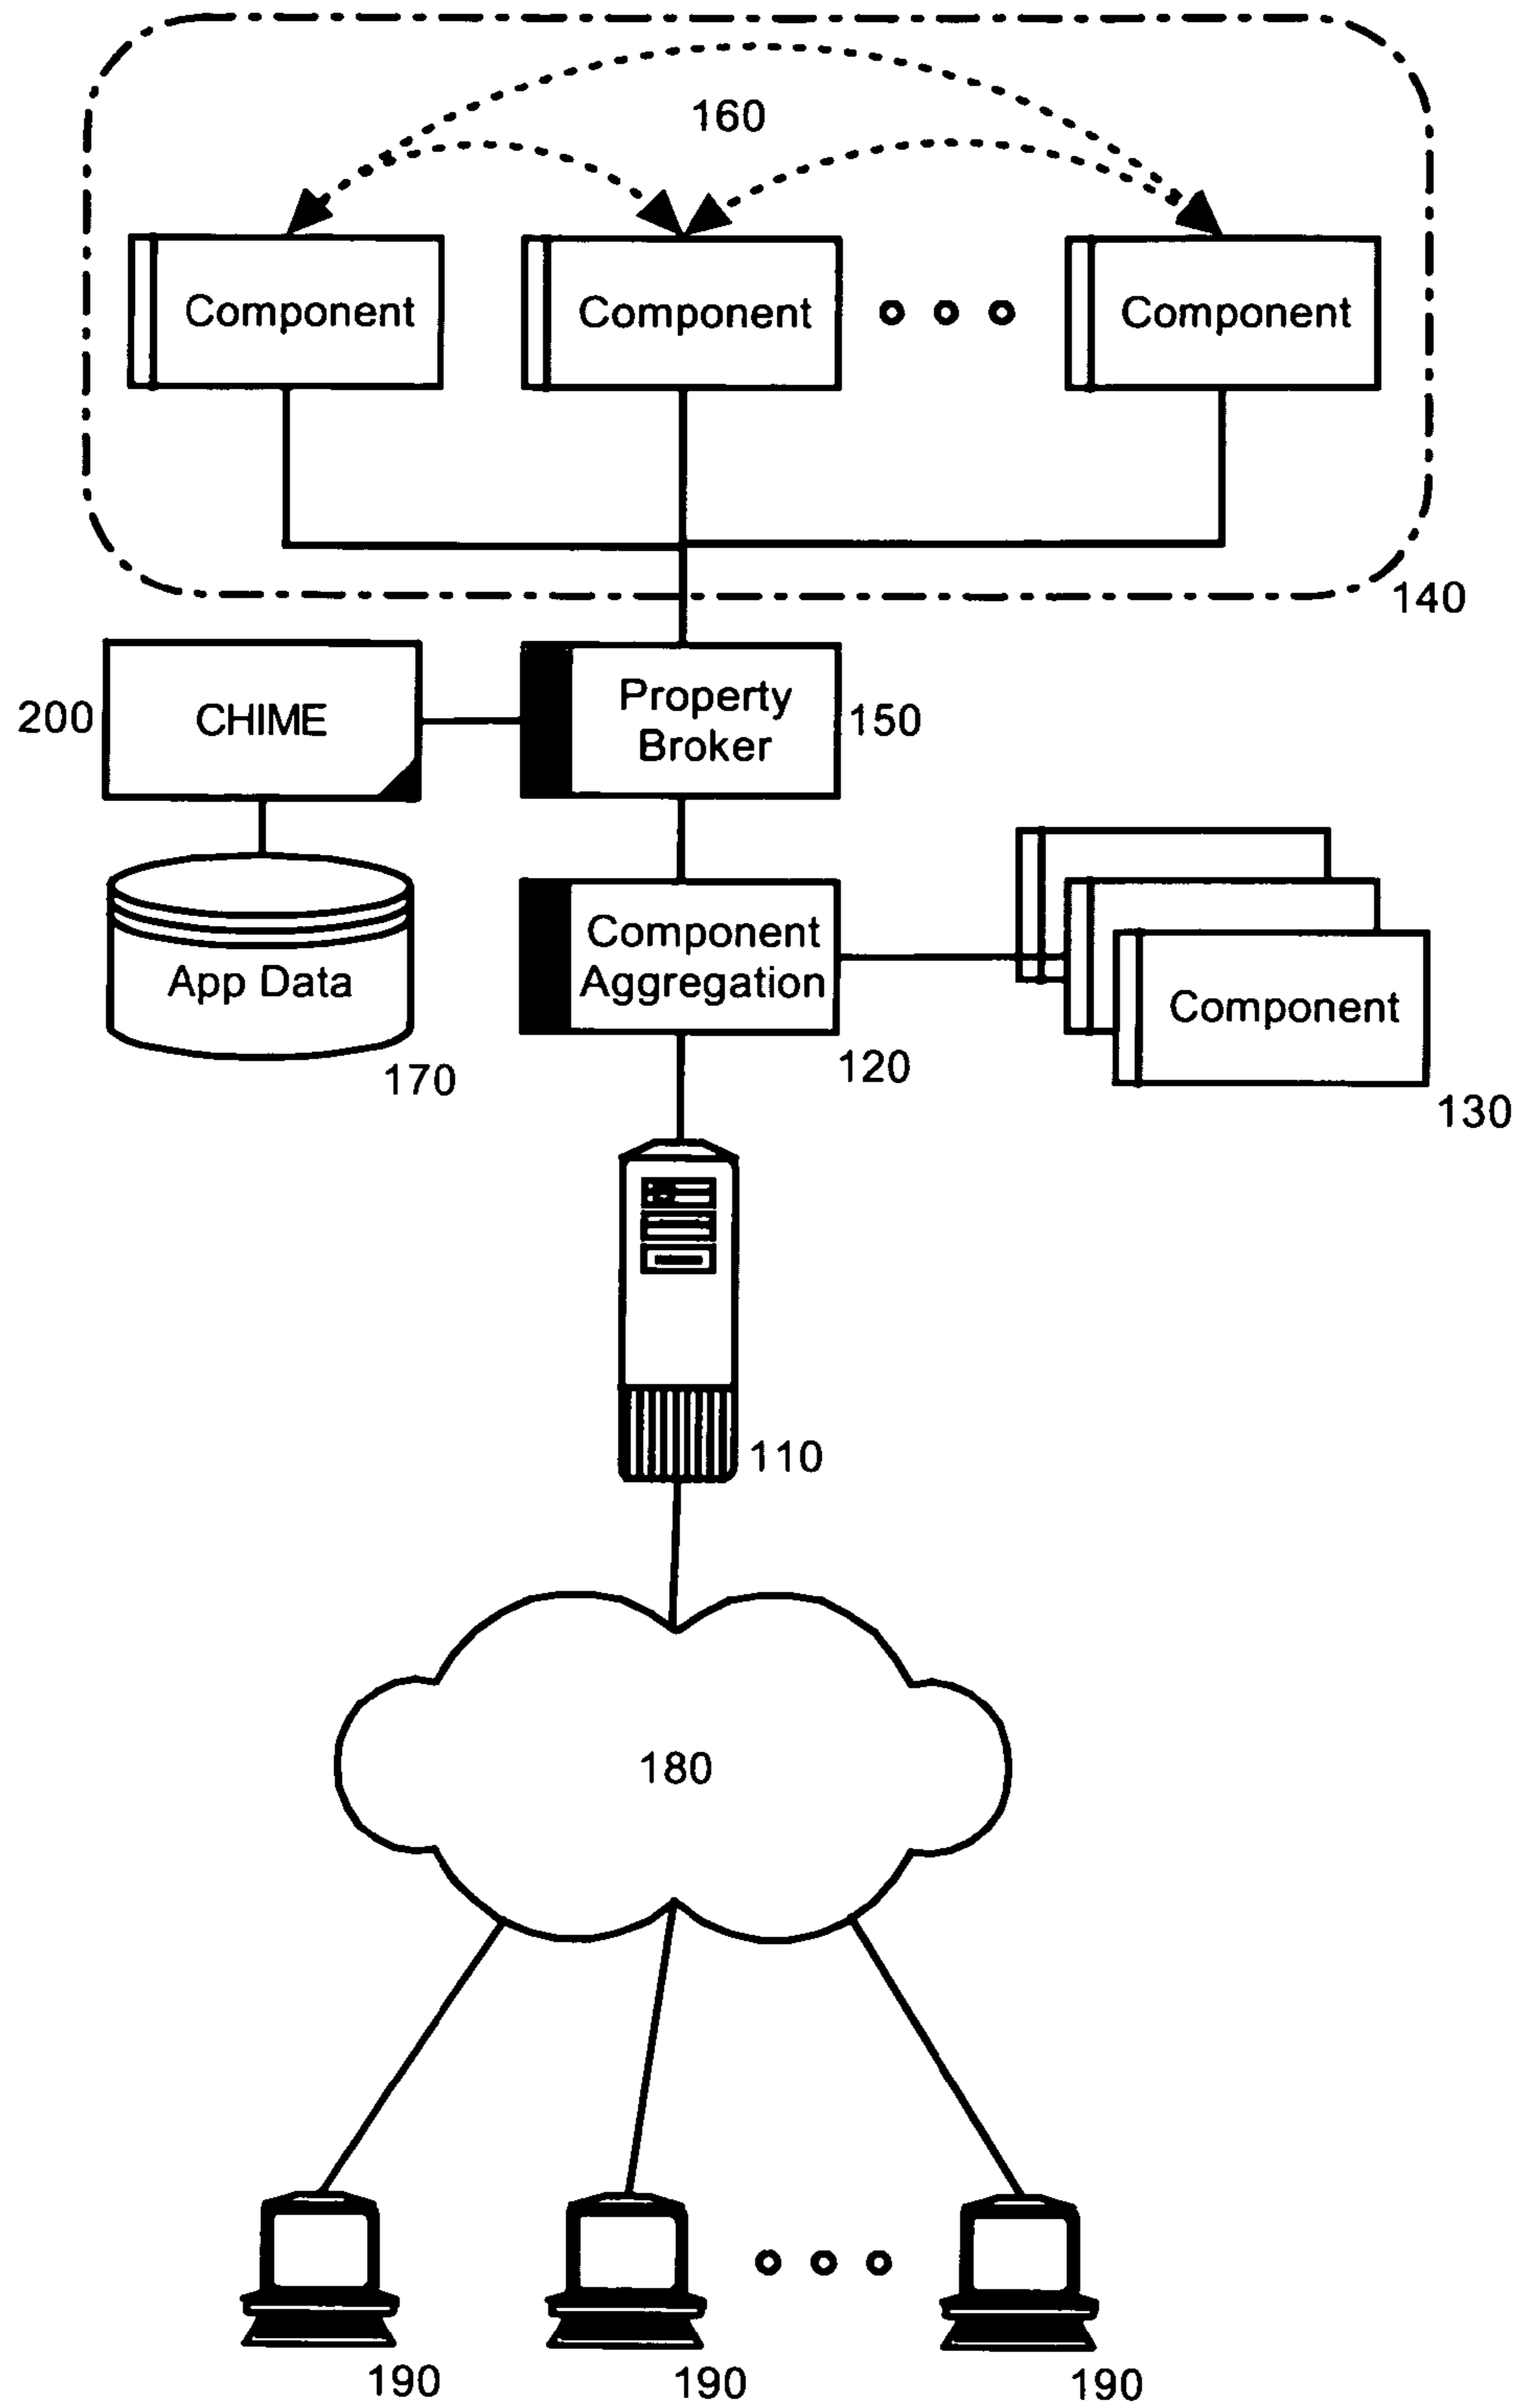 160
Component
Component
Component
140
200
CHIME
Property
Broker
150
Component
Aggregation
App Data
Component
170
120
130
110
180
190
190
190